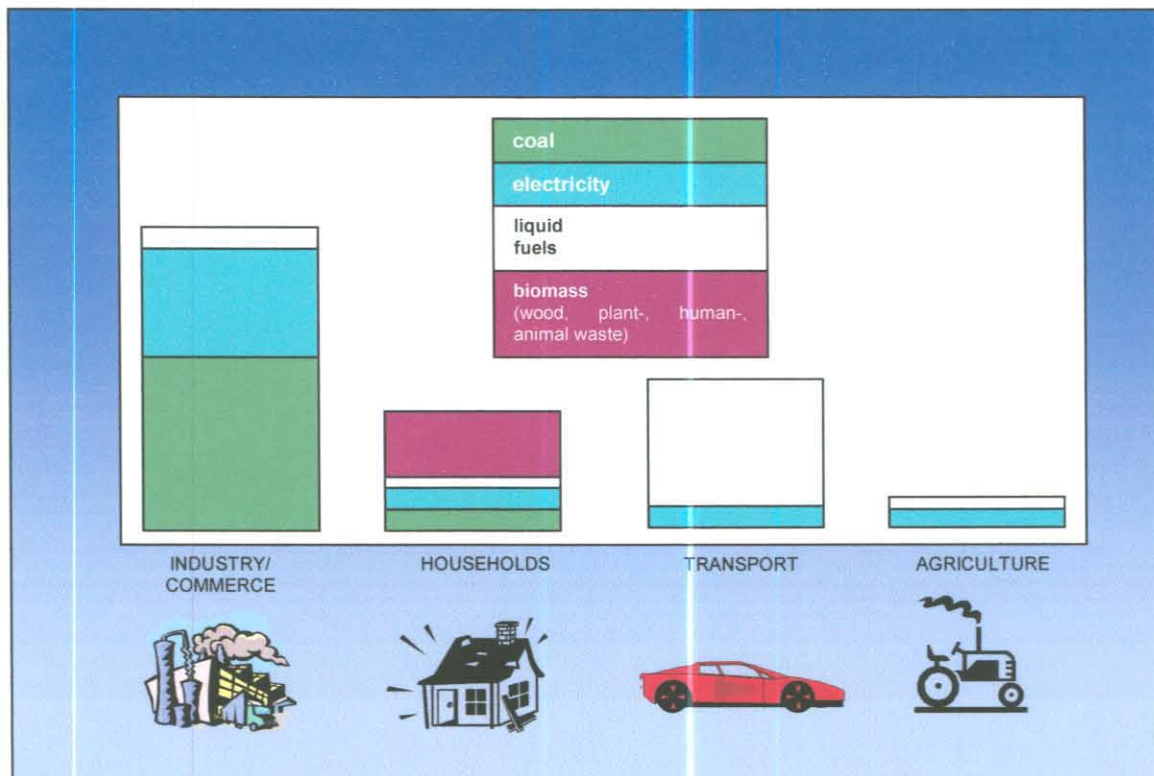 coal
electricity
liquid
fuels
biomass
(wood, plant-, human-,
animal waste)
INDUSTRY/
COMMERCE
HOUSEHOLDS
TRANSPORT
AGRICULTURE